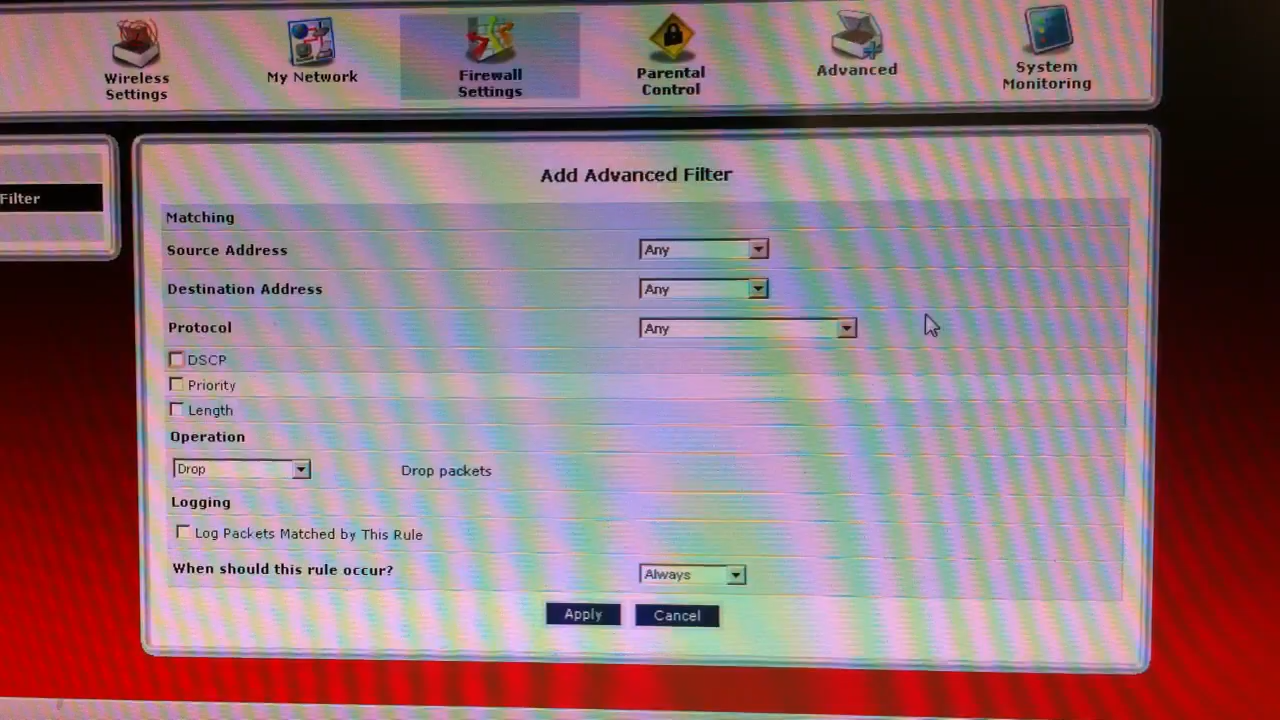 Wireless Settings
My Network
Firewall Settings
Parental Control
Advanced
System Monitoring
Filter
Add Advanced Filter
Matching
Source Address Any
Destination Address Any
Protocol Any
DSCP
Priority
Length
Operation
Drop Drop packets
Logging
Log Packets Matched by This Rule
When should this rule occur? Always
Apply Cancel